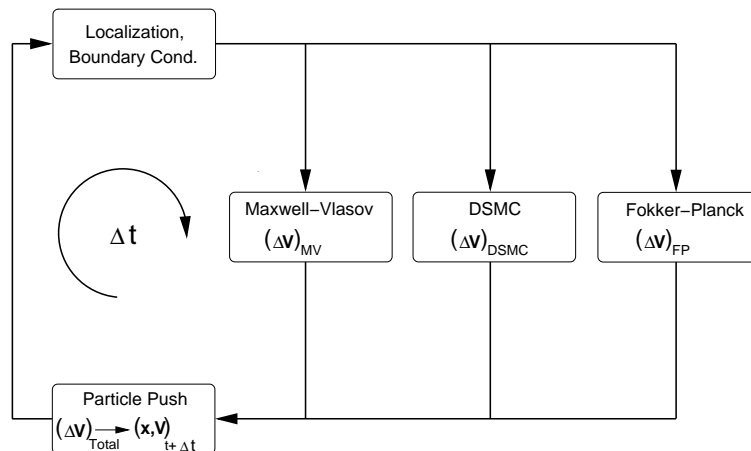 Localization,
Boundary Cond.
Maxwell–Vlasov
(ΔV)MV
DSMC
(ΔV)DSMC
Fokker–Planck
(ΔV)FP
Δt
Particle Push
(ΔV)Total → (x,V)t+Δt